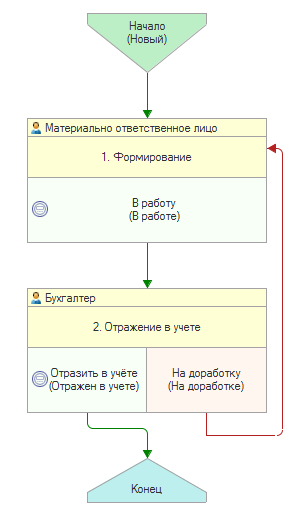 Начало
(Новый)
Материально ответственное лицо
1. Формирование
В работу
(В работе)
Бухгалтер
2. Отражение в учете
Отразить в учёте
(Отражен в учете)
На доработку
(На доработке)
Конец